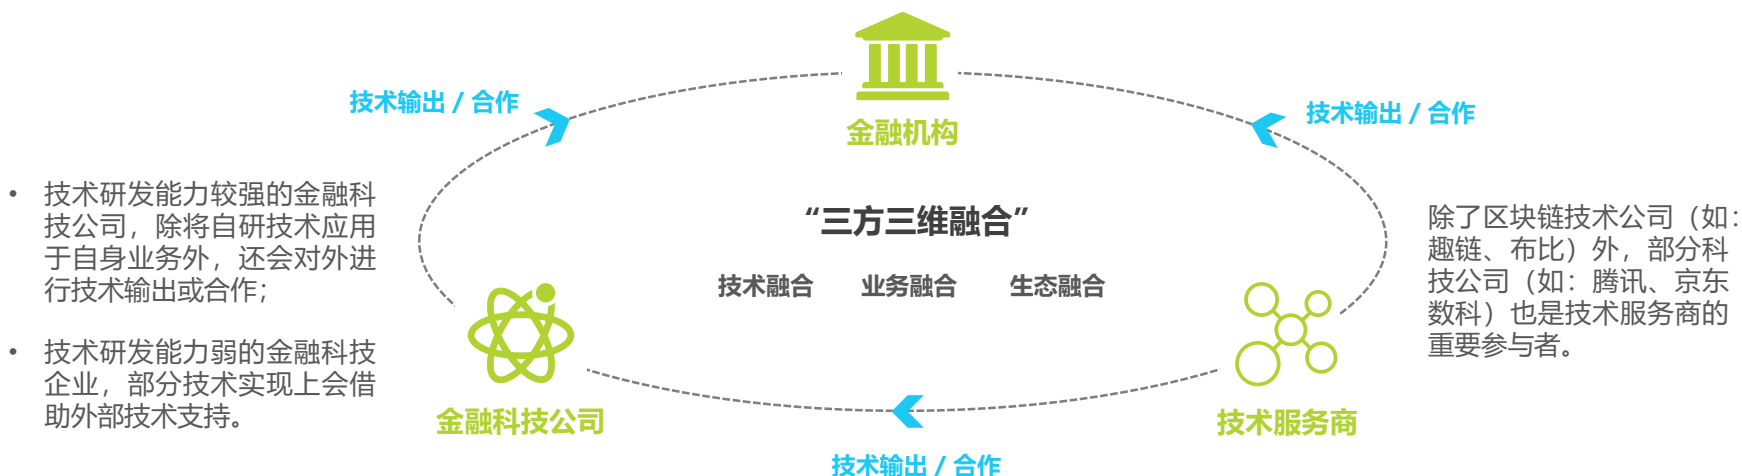 技术输出 / 合作
技术输出 / 合作
金融机构
“三方三维融合”
技术融合 业务融合 生态融合
• 技术研发能力较强的金融科
技公司，除将自研技术应用
于自身业务外，还会对外进
行技术输出或合作；
• 技术研发能力弱的金融科技
企业，部分技术实现上会借
助外部技术支持。
除了区块链技术公司（如：
趣链、布比）外，部分科
技公司（如：腾讯、京东
数科）也是技术服务商的
重要参与者。
金融科技公司
技术服务商
技术输出 / 合作